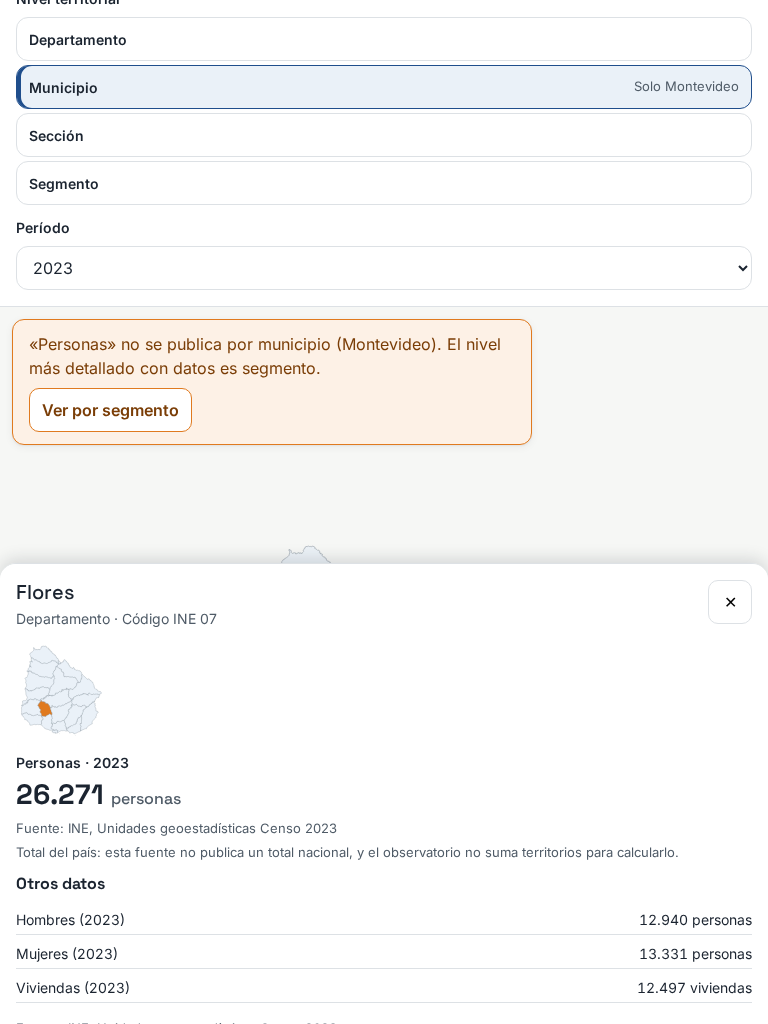 Nivel territorial
Departamento
Municipio
Solo Montevideo
Sección
Segmento
Período
2023
«Personas» no se publica por municipio (Montevideo). El nivel
más detallado con datos es segmento.
Ver por segmento
Flores
Departamento · Código INE 07
Personas · 2023
26.271 personas
Fuente: INE, Unidades geoestadísticas Censo 2023
Total del país: esta fuente no publica un total nacional, y el observatorio no suma territorios para calcularlo.
Otros datos
Hombres (2023) 12.940 personas
Mujeres (2023) 13.331 personas
Viviendas (2023) 12.497 viviendas